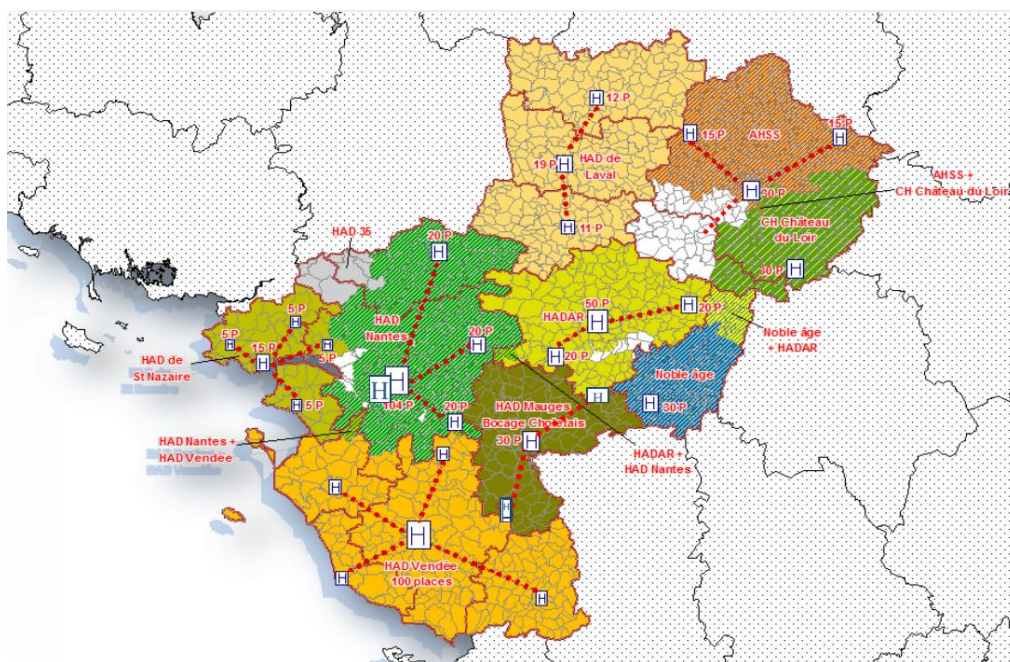 12 P
15 P
15 P
AHSS
19 P
HAD de
Laval
AHSS +
CH Château du Loir
30 P
11 P
CH Château
du Loir
HAD 35
20 P
30 P
5 P
50 P
20 P
HADAR
HAD
Nantes
20 P
5 P
15 P
5 P
20 P
Noble âge
+ HADAR
HAD de
St Nazaire
Noble âge
5 P
104 P
20 P
HAD Mauges
Bocage Choletais
30 P
30 P
HAD Nantes +
HAD Vendée
HADAR +
HAD Nantes
HAD Vendée
100 places